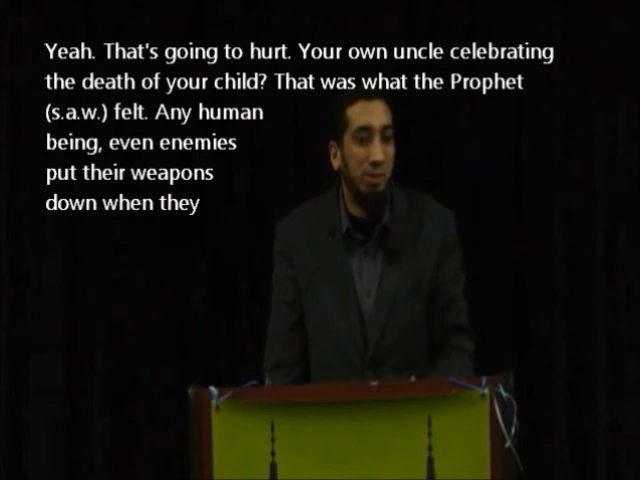 Yeah. That's going to hurt. Your own uncle celebrating
the death of your child? That was what the Prophet
(s.a.w.) felt. Any human
being, even enemies
put their weapons
down when they